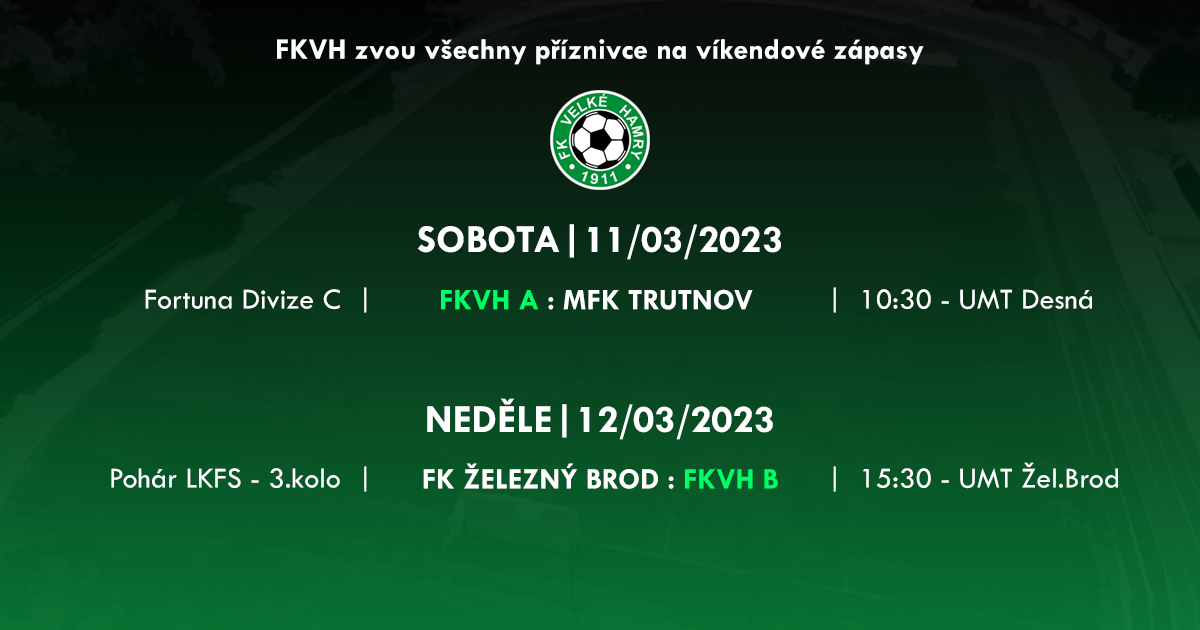 FKVH zvou všechny příznivce na víkendové zápasy
FK VELKÉ HAMRY
1911
SOBOTA | 11/03/2023
Fortuna Divize C | FKVH A : MFK TRUTNOV | 10:30 - UMT Desná
NEDĚLE | 12/03/2023
Pohár LKFS - 3.kolo | FK ŽELEZNÝ BROD : FKVH B | 15:30 - UMT Žel.Brod